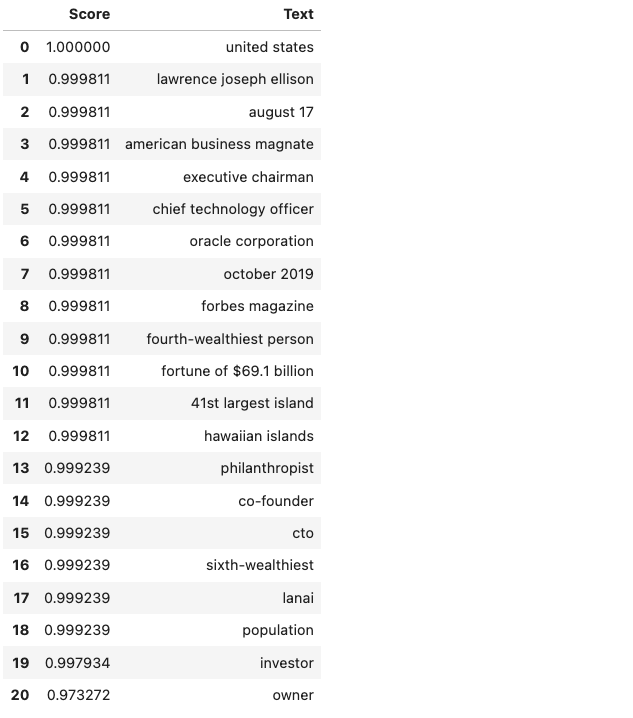 Score Text
0 1.000000 united states
1 0.999811 lawrence joseph ellison
2 0.999811 august 17
3 0.999811 american business magnate
4 0.999811 executive chairman
5 0.999811 chief technology officer
6 0.999811 oracle corporation
7 0.999811 october 2019
8 0.999811 forbes magazine
9 0.999811 fourth-wealthiest person
10 0.999811 fortune of $69.1 billion
11 0.999811 41st largest island
12 0.999811 hawaiian islands
13 0.999239 philanthropist
14 0.999239 co-founder
15 0.999239 cto
16 0.999239 sixth-wealthiest
17 0.999239 lanai
18 0.999239 population
19 0.997934 investor
20 0.973272 owner